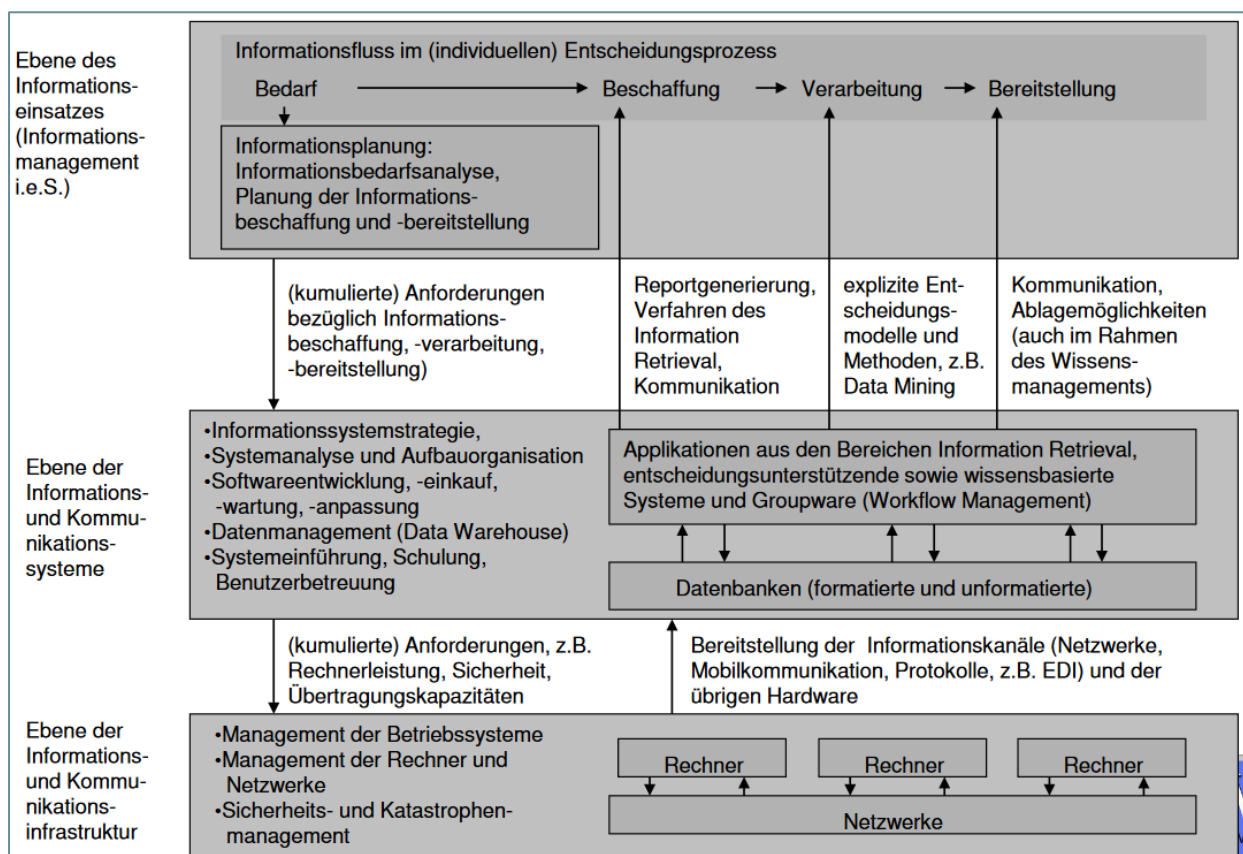 Ebene des
Informations-
einsatzes
(Informations-
management
i.e.S.)
Informationsfluss im (individuellen) Entscheidungsprozess
Bedarf
Beschaffung
Verarbeitung
Bereitstellung
Informationsplanung:
Informationsbedarfsanalyse,
Planung der Informations-
beschaffung und -bereitstellung
(kumulierte) Anforderungen
bezüglich Informations-
beschaffung, -verarbeitung,
-bereitstellung)
Reportgenerierung,
Verfahren des
Information
Retrieval,
Kommunikation
explizite Ent-
scheidungs-
modelle und
Methoden, z.B.
Data Mining
Kommunikation,
Ablagemöglichkeiten
(auch im Rahmen
des Wissens-
managements)
Ebene der
Informations-
und Kommu-
nikations-
systeme
•Informationssystemstrategie,
•Systemanalyse und Aufbauorganisation
•Softwareentwicklung, -einkauf,
-wartung, -anpassung
•Datenmanagement (Data Warehouse)
•Systemeinführung, Schulung,
Benutzerbetreuung
Applikationen aus den Bereichen Information Retrieval,
entscheidungsunterstützende sowie wissensbasierte
Systeme und Groupware (Workflow Management)
Datenbanken (formatierte und unformatierte)
(kumulierte) Anforderungen, z.B.
Rechnerleistung, Sicherheit,
Übertragungskapazitäten
Bereitstellung der Informationskanäle (Netzwerke,
Mobilkommunikation, Protokolle, z.B. EDI) und der
übrigen Hardware
Ebene der
Informations-
und Kommu-
nikations-
infrastruktur
•Management der Betriebssysteme
•Management der Rechner und
Netzwerke
•Sicherheits- und Katastrophen-
management
Rechner
Rechner
Rechner
Netzwerke